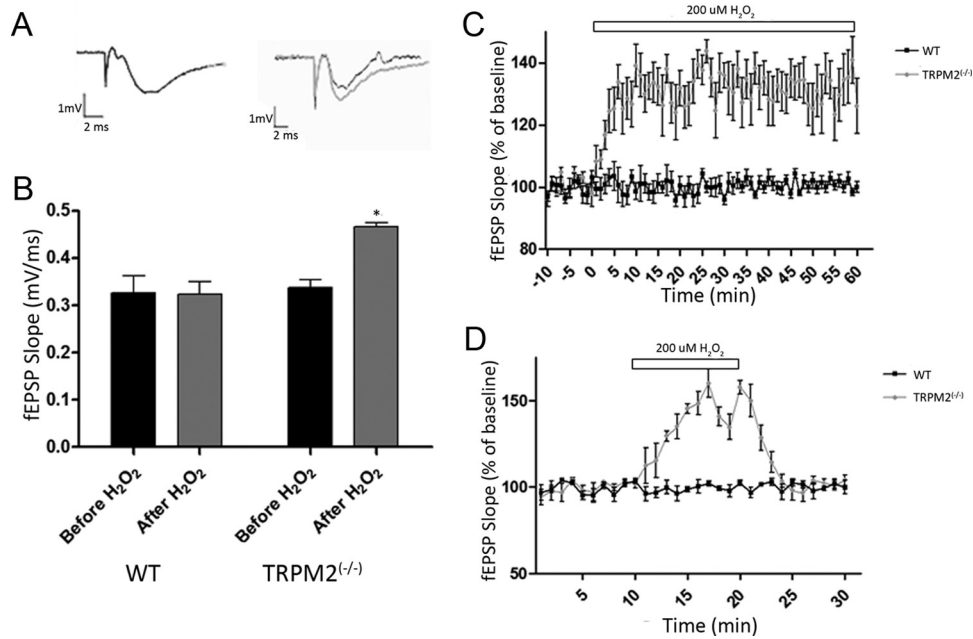 A
1mV
2 ms
1mV
2 ms
B
fEPSP Slope (mV/ms)
0.5
0.4
0.3
0.2
0.1
0.0
*
Before H₂O₂
After H₂O₂
Before H₂O₂
After H₂O₂
WT
TRPM2⁽⁻/⁻⁾
C
200 uM H₂O₂
WT
TRPM2⁽⁻/⁻⁾
fEPSP Slope (% of baseline)
140
120
100
80
-10
-5
0
5
10
15
20
25
30
35
40
45
50
55
60
Time (min)
D
200 uM H₂O₂
WT
TRPM2⁽⁻/⁻⁾
fEPSP Slope (% of baseline)
150
100
50
5
10
15
20
25
30
Time (min)